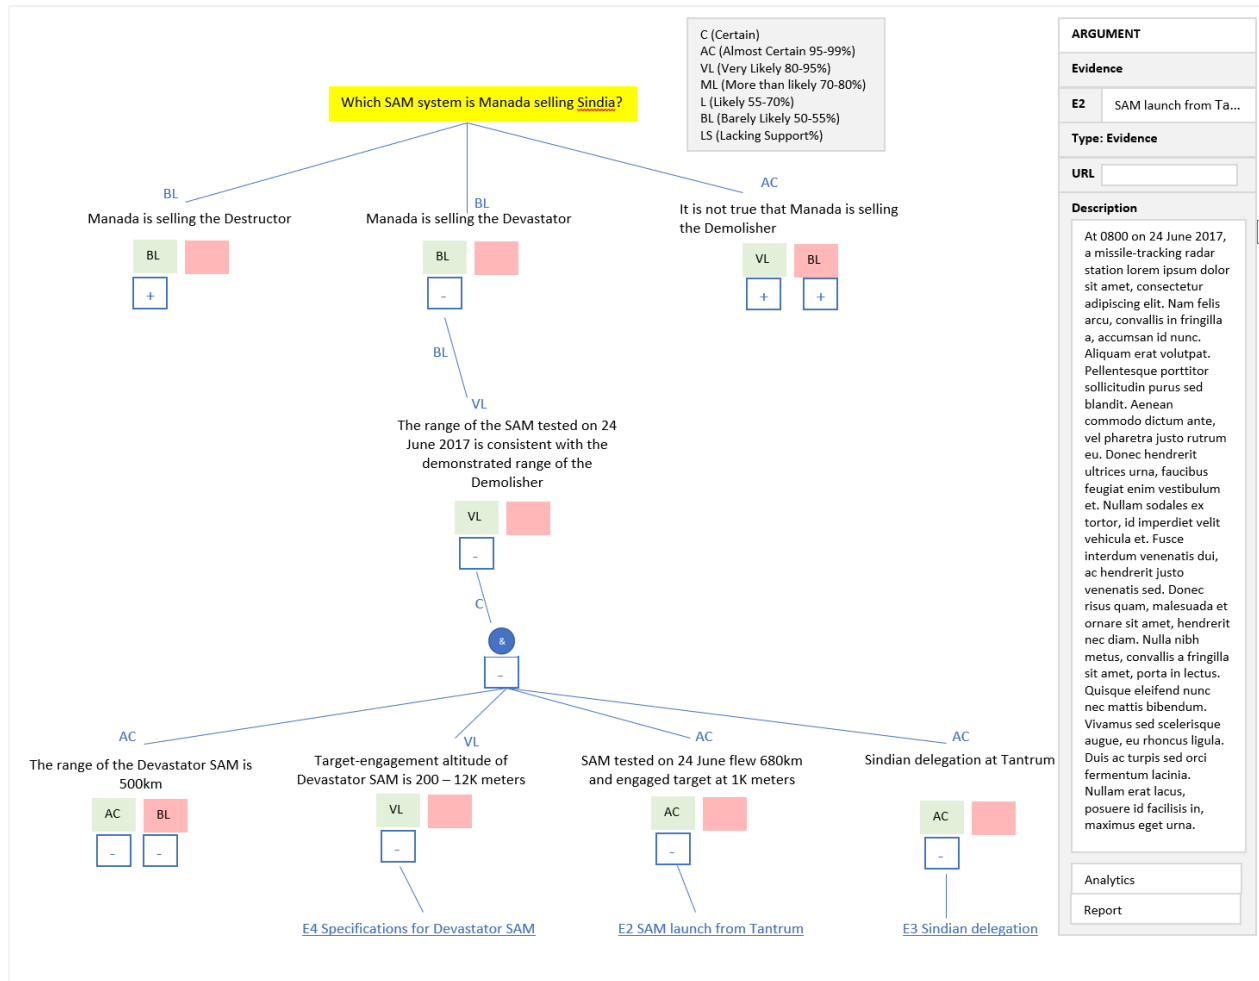 C (Certain)
AC (Almost Certain 95-99%)
VL (Very Likely 80-95%)
ML (More than likely 70-80%)
L (Likely 55-70%)
BL (Barely Likely 50-55%)
LS (Lacking Support%)
Which SAM system is Manada selling Sindia?
BL
Manada is selling the Destructor
BL
+
BL
Manada is selling the Devastator
BL
-
AC
It is not true that Manada is selling
the Demolisher
VL
BL
+
+
BL
VL
The range of the SAM tested on 24
June 2017 is consistent with the
demonstrated range of the
Demolisher
VL
-
C
&
-
AC
The range of the Devastator SAM is
500km
AC
BL
-
-
VL
Target-engagement altitude of
Devastator SAM is 200 – 12K meters
VL
-
E4 Specifications for Devastator SAM
AC
SAM tested on 24 June flew 680km
and engaged target at 1K meters
AC
-
E2 SAM launch from Tantrum
AC
Sindian delegation at Tantrum
AC
-
E3 Sindian delegation
ARGUMENT
Evidence
E2
SAM launch from Ta...
Type: Evidence
URL
Description
At 0800 on 24 June 2017,
a missile-tracking radar
station lorem ipsum dolor
sit amet, consectetur
adipiscing elit. Nam felis
arcu, convallis in fringilla
a, accumsan id nunc.
Aliquam erat volutpat.
Pellentesque porttitor
sollicitudin purus sed
blandit. Aenean
commodo dictum ante,
vel pharetra justo rutrum
eu. Donec hendrerit
ultrices urna, faucibus
feugiat enim vestibulum
et. Nullam sodales ex
tortor, id imperdiet velit
vehicula et. Fusce
interdum venenatis dui,
ac hendrerit justo
venenatis sed. Donec
risus quam, malesuada et
ornare sit amet, hendrerit
nec diam. Nulla nibh
metus, convallis a fringilla
sit amet, porta in lectus.
Quisque eleifend nunc
nec mattis bibendum.
Vivamus sed scelerisque
augue, eu rhoncus ligula.
Duis ac turpis sed orci
fermentum lacinia.
Nullam erat lacus,
posuere id facilisis in,
maximus eget urna.
Analytics
Report